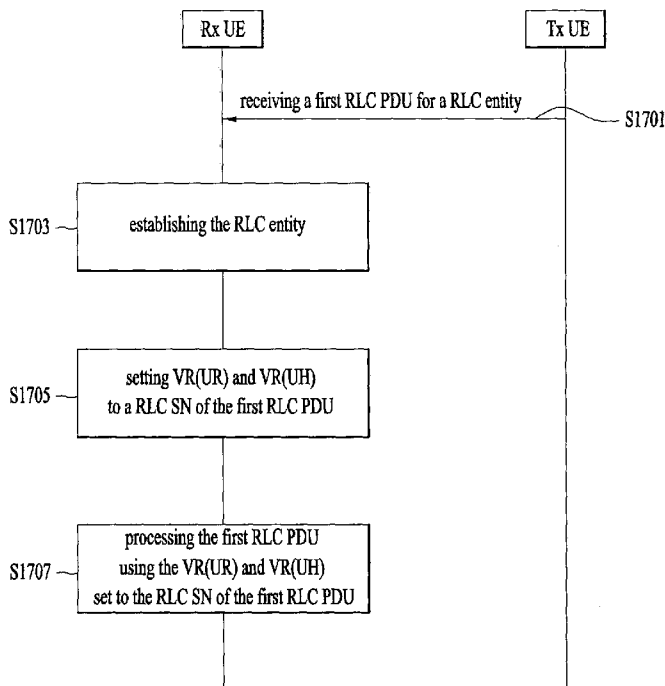 Rx UE
Tx UE
receiving a first RLC PDU for a RLC entity
S1701
S1703
establishing the RLC entity
S1705
setting VR(UR) and VR(UH)
to a RLC SN of the first RLC PDU
S1707
processing the first RLC PDU
using the VR(UR) and VR(UH)
set to the RLC SN of the first RLC PDU